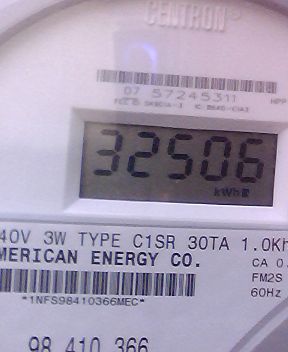 CENTRON®
07 57245311
32506
kWh
40V 3W TYPE C1SR 30TA 1.0Kh
MERICAN ENERGY CO.
CA 0.
FM2S
60Hz
*1NFS98410366MEC*
98 410 366